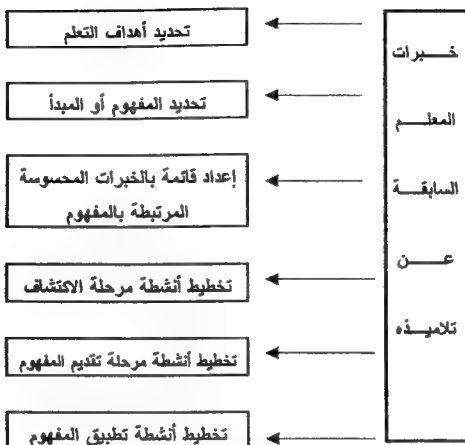 خبرات
المعلم
السابقة
عن
تلاميذه
تحديد أهداف التعلم
تحديد المفهوم أو المبدأ
إعداد قائمة بالخبرات المحسوسة
المرتبطة بالمفهوم
تخطيط أنشطة مرحلة الاكتشاف
تخطيط أنشطة مرحلة تقديم المفهوم
تخطيط أنشطة تطبيق المفهوم